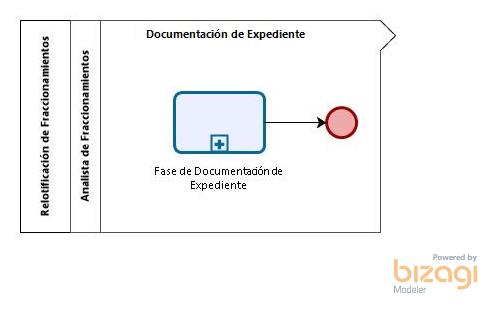 Relotificación de Fraccionamientos
Analista de Fraccionamientos
Documentación de Expediente
Fase de Documentación de
Expediente
Powered by
bizagi
Modeler